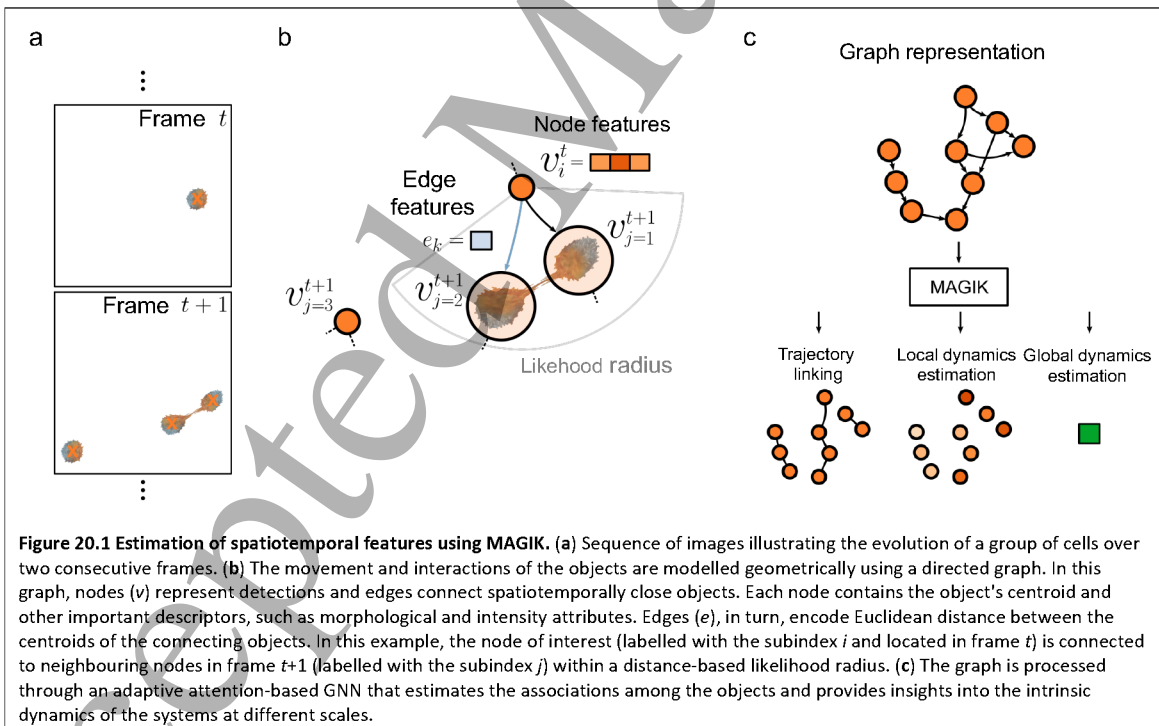 a
b
c
Frame t
Frame t + 1
Node features
v_i^t =
Edge features
e_k =
v_{j=1}^{t+1}
v_{j=2}^{t+1}
v_{j=3}^{t+1}
Likehood radius
Graph representation
MAGIK
Trajectory linking
Local dynamics estimation
Global dynamics estimation
Figure 20.1 Estimation of spatiotemporal features using MAGIK. (a) Sequence of images illustrating the evolution of a group of cells over
two consecutive frames. (b) The movement and interactions of the objects are modelled geometrically using a directed graph. In this
graph, nodes (v) represent detections and edges connect spatiotemporally close objects. Each node contains the object's centroid and
other important descriptors, such as morphological and intensity attributes. Edges (e), in turn, encode Euclidean distance between the
centroids of the connecting objects. In this example, the node of interest (labelled with the subindex i and located in frame t) is connected
to neighbouring nodes in frame t+1 (labelled with the subindex j) within a distance-based likelihood radius. (c) The graph is processed
through an adaptive attention-based GNN that estimates the associations among the objects and provides insights into the intrinsic
dynamics of the systems at different scales.